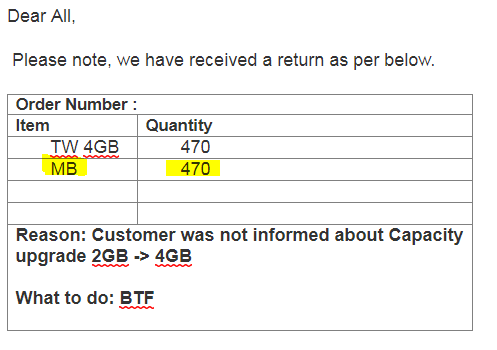 Dear All,
Please note, we have received a return as per below.
Order Number :
Item Quantity
TW 4GB 470
MB 470
Reason: Customer was not informed about Capacity
upgrade 2GB -> 4GB
What to do: BTF